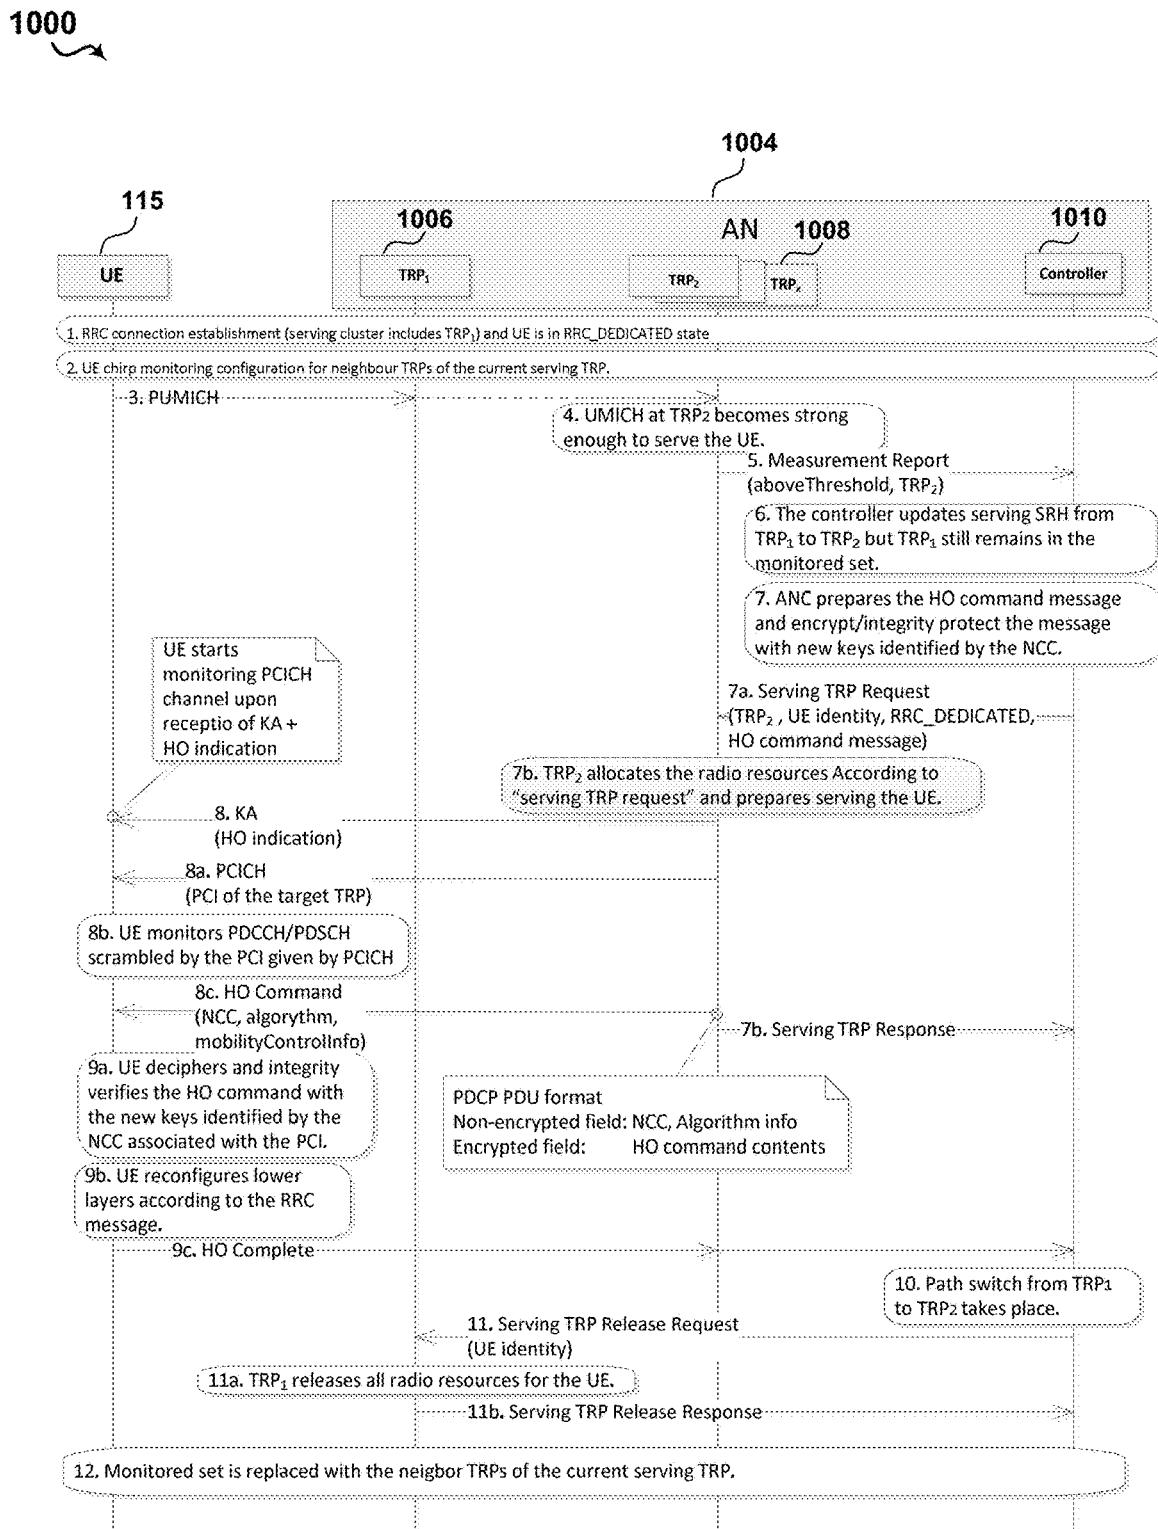 1000
1004
115
1006
AN
1008
1010
UE
TRP1
TRP2
TRPx
Controller
1. RRC connection establishment (serving cluster includes TRP1) and UE is in RRC_DEDICATED state
2. UE chirp monitoring configuration for neighbour TRPs of the current serving TRP.
3. PUMICH
4. UMICH at TRP2 becomes strong
enough to serve the UE.
5. Measurement Report
(aboveThreshold, TRP2)
6. The controller updates serving SRH from
TRP1 to TRP2 but TRP1 still remains in the
monitored set.
7. ANC prepares the HO command message
and encrypt/integrity protect the message
with new keys identified by the NCC.
UE starts
monitoring PCICH
channel upon
receptio of KA +
HO indication
7a. Serving TRP Request
(TRP2 , UE identity, RRC_DEDICATED,
HO command message)
7b. TRP2 allocates the radio resources According to
“serving TRP request” and prepares serving the UE.
8. KA
(HO indication)
8a. PCICH
(PCI of the target TRP)
8b. UE monitors PDCCH/PDSCH
scrambled by the PCI given by PCICH
8c. HO Command
(NCC, algorythm,
mobilityControlInfo)
7b. Serving TRP Response
9a. UE deciphers and integrity
verifies the HO command with
the new keys identified by the
NCC associated with the PCI.
PDCP PDU format
Non-encrypted field: NCC, Algorithm info
Encrypted field: HO command contents
9b. UE reconfigures lower
layers according to the RRC
message.
9c. HO Complete
10. Path switch from TRP1
to TRP2 takes place.
11. Serving TRP Release Request
(UE identity)
11a. TRP1 releases all radio resources for the UE.
11b. Serving TRP Release Response
12. Monitored set is replaced with the neigbor TRPs of the current serving TRP.